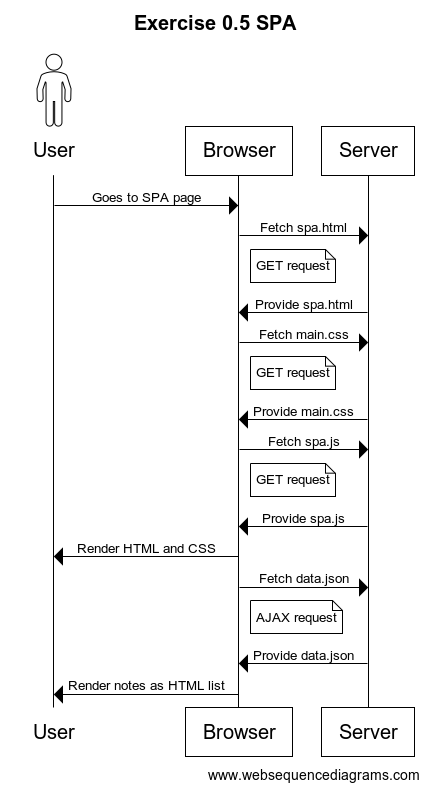 Exercise 0.5 SPA
User
Browser
Server
Goes to SPA page
Fetch spa.html
GET request
Provide spa.html
Fetch main.css
GET request
Provide main.css
Fetch spa.js
GET request
Provide spa.js
Render HTML and CSS
Fetch data.json
AJAX request
Provide data.json
Render notes as HTML list
User
Browser
Server
www.websequencediagrams.com